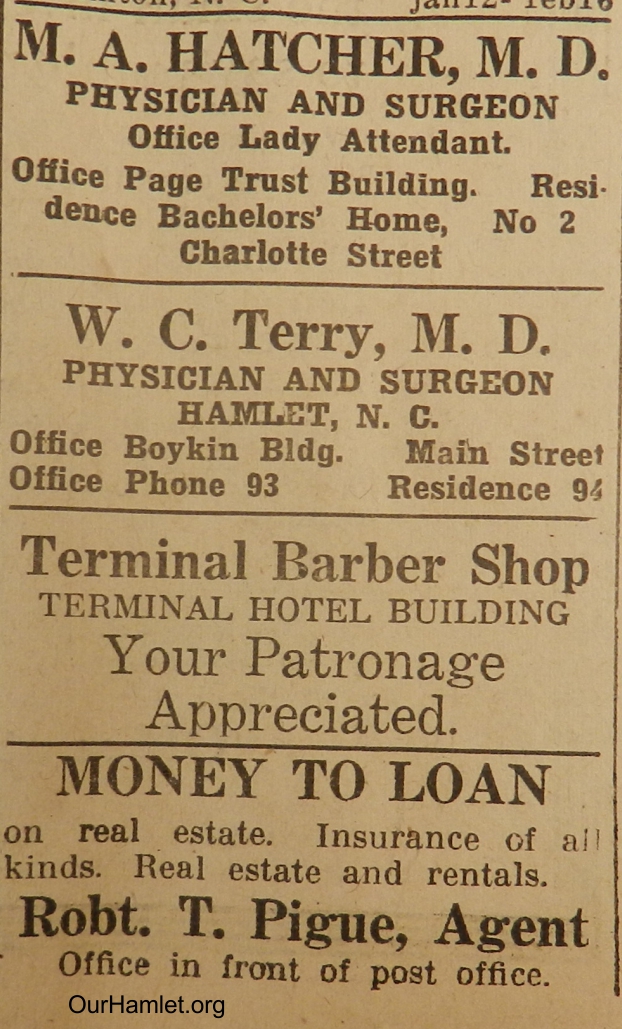 N. C. jan12- feb16
M. A. HATCHER, M. D.
PHYSICIAN AND SURGEON
Office Lady Attendant.
Office Page Trust Building. Resi-
dence Bachelors' Home, No 2
Charlotte Street
W. C. Terry, M. D.
PHYSICIAN AND SURGEON
HAMLET, N. C.
Office Boykin Bldg. Main Street
Office Phone 93 Residence 94
Terminal Barber Shop
TERMINAL HOTEL BUILDING
Your Patronage
Appreciated.
MONEY TO LOAN
on real estate. Insurance of all
kinds. Real estate and rentals.
Robt. T. Pigue, Agent
Office in front of post office.
OurHamlet.org